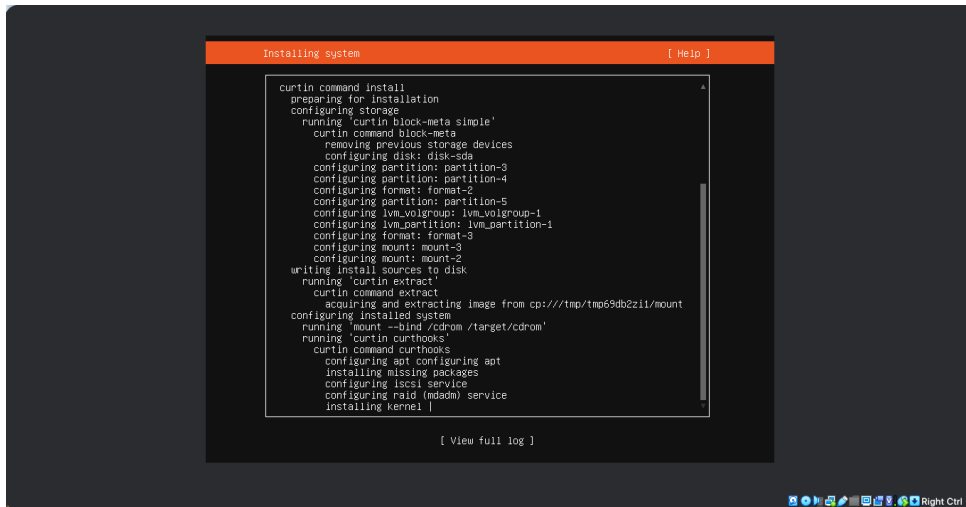 Installing system [ Help ]
curtin command install
preparing for installation
configuring storage
running 'curtin block-meta simple'
curtin command block-meta
removing previous storage devices
configuring disk: disk-sda
configuring partition: partition-3
configuring partition: partition-4
configuring format: format-2
configuring partition: partition-5
configuring lvm_volgroup: lvm_volgroup-1
configuring lvm_partition: lvm_partition-1
configuring format: format-3
configuring mount: mount-3
configuring mount: mount-2
writing install sources to disk
running 'curtin extract'
curtin command extract
acquiring and extracting image from cp:///tmp/tmp69db2zi1/mount
configuring installed system
running 'mount --bind /cdrom /target/cdrom'
running 'curtin curthooks'
curtin command curthooks
configuring apt configuring apt
installing missing packages
configuring iscsi service
configuring raid (mdadm) service
installing kernel |
[ View full log ]
Right Ctrl